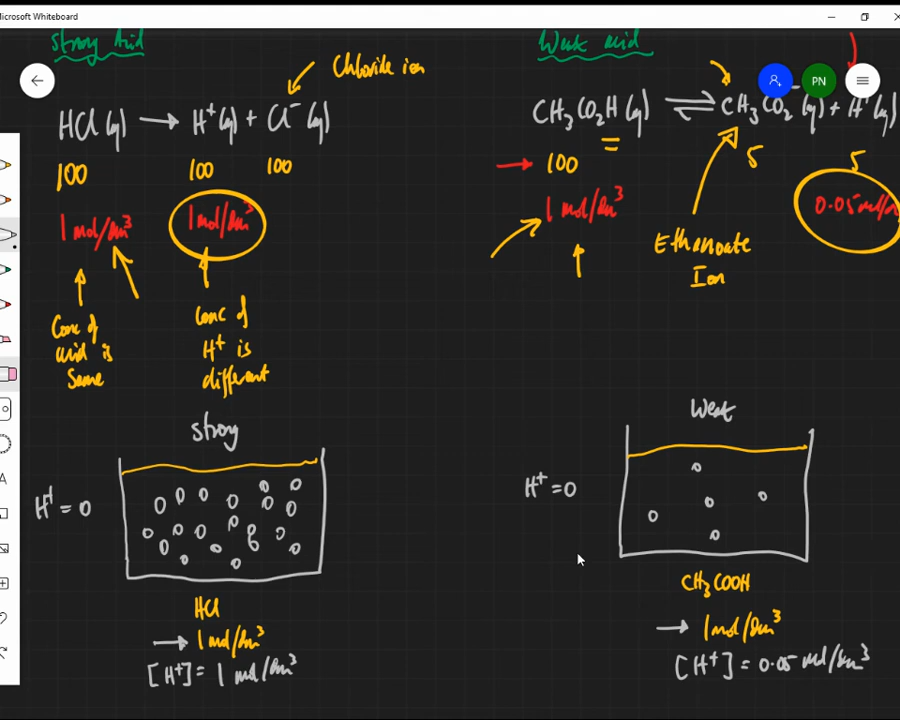 Microsoft Whiteboard
Strong Acid
Weak acid
Chloride ion
HCl(aq) → H⁺(aq) + Cl⁻(aq)
CH₃CO₂H(aq) ⇌ CH₃CO₂⁻(aq) + H⁺(aq)
PN
100 100 100
→ 100 = 5 5
1 mol/dm³ 1 mol/dm³
1 mol/dm³ 0.05 mol/dm
Ethanoate
Ion
Conc of
acid is
Same
Conc of
H⁺ is
different
Strong
Weak
H⁺ = 0
H⁺ = 0
HCl
→ 1 mol/dm³
[H⁺] = 1 mol/dm³
CH₃COOH
→ 1 mol/dm³
[H⁺] = 0.05 mol/dm³